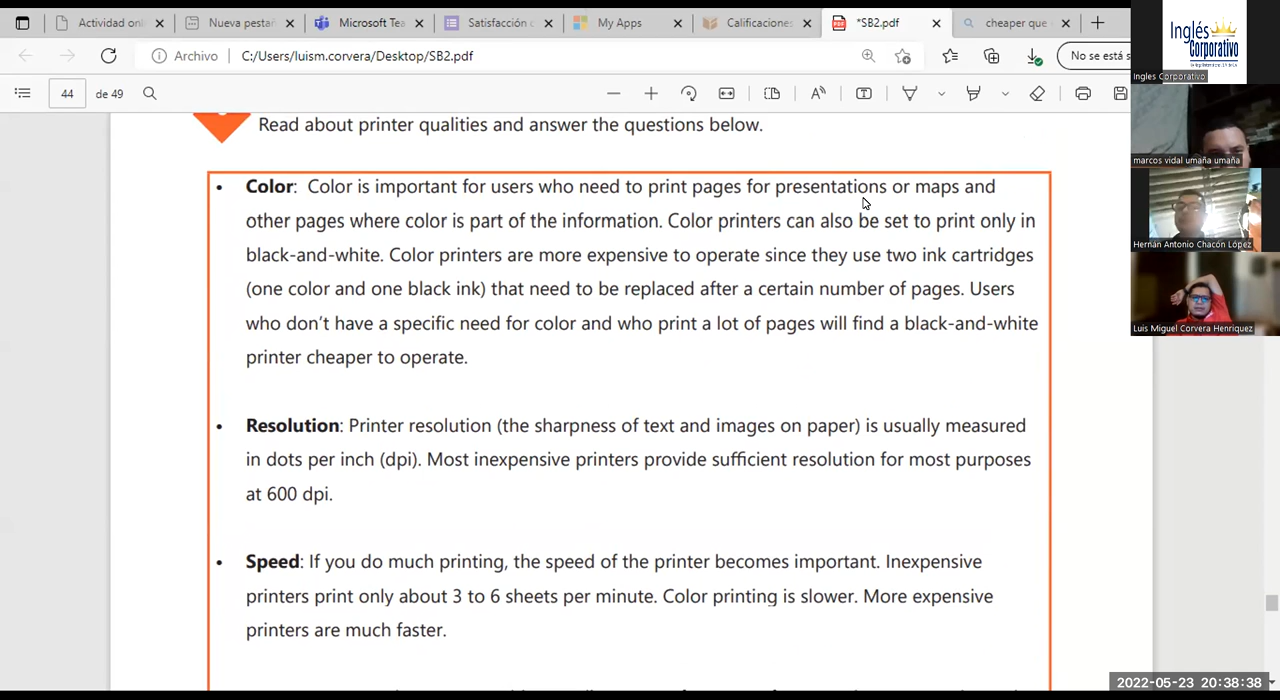 Actividad onl
Nueva pestañ
Microsoft Tea
Satisfacción c
My Apps
Calificaciones
*SB2.pdf
cheaper que
Archivo
C:/Users/luism.corvera/Desktop/SB2.pdf
No se está s
44 de 49
Read about printer qualities and answer the questions below.
• Color: Color is important for users who need to print pages for presentations or maps and
other pages where color is part of the information. Color printers can also be set to print only in
black-and-white. Color printers are more expensive to operate since they use two ink cartridges
(one color and one black ink) that need to be replaced after a certain number of pages. Users
who don't have a specific need for color and who print a lot of pages will find a black-and-white
printer cheaper to operate.
• Resolution: Printer resolution (the sharpness of text and images on paper) is usually measured
in dots per inch (dpi). Most inexpensive printers provide sufficient resolution for most purposes
at 600 dpi.
• Speed: If you do much printing, the speed of the printer becomes important. Inexpensive
printers print only about 3 to 6 sheets per minute. Color printing is slower. More expensive
printers are much faster.
Inglés
Corporativo
Ingles Corporativo
marcos vidal umaña umaña
Hernán Antonio Chacón López
Luis Miguel Corvera Henríquez
2022-05-23 20:38:38